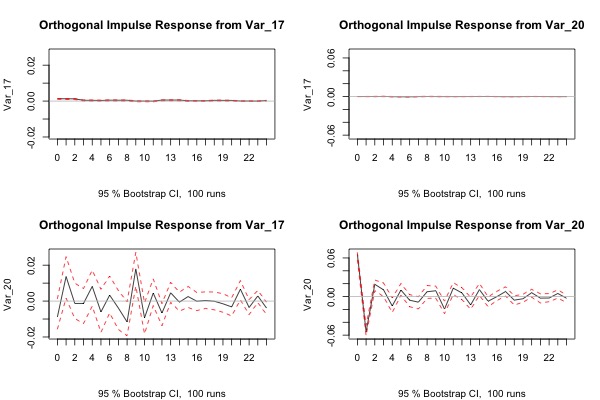 Orthogonal Impulse Response from Var_17
Var_17
0.02
0.00
-0.02
0 2 4 6 8 10 13 16 19 22
95 % Bootstrap CI, 100 runs
Orthogonal Impulse Response from Var_20
Var_17
0.06
0.00
-0.06
0 2 4 6 8 10 13 16 19 22
95 % Bootstrap CI, 100 runs
Orthogonal Impulse Response from Var_17
Var_20
0.02
0.00
-0.02
0 2 4 6 8 10 13 16 19 22
95 % Bootstrap CI, 100 runs
Orthogonal Impulse Response from Var_20
Var_20
0.06
0.00
-0.06
0 2 4 6 8 10 13 16 19 22
95 % Bootstrap CI, 100 runs